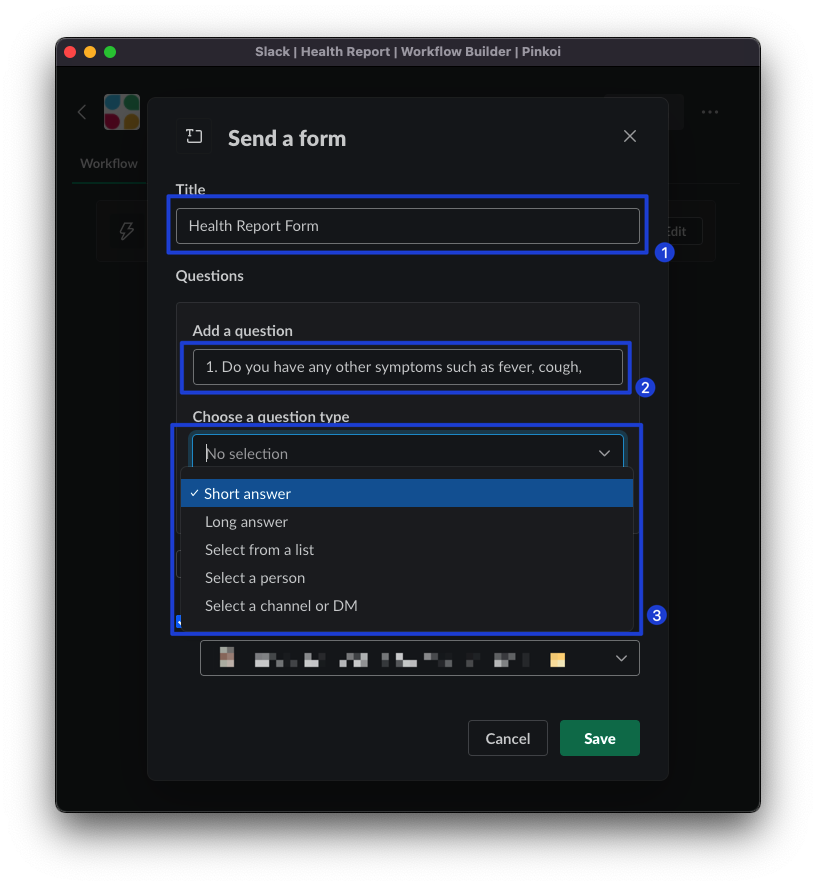 Slack | Health Report | Workflow Builder | Pinkoi
Send a form
Workflow
Title
Health Report Form
Edit
1
Questions
Add a question
1. Do you have any other symptoms such as fever, cough,
2
Choose a question type
No selection
✓ Short answer
Long answer
Select from a list
Select a person
Select a channel or DM
3
Cancel
Save